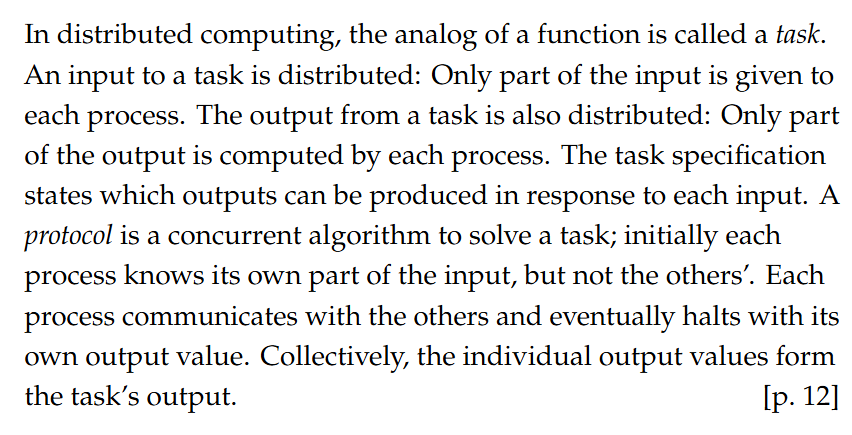 In distributed computing, the analog of a function is called a task.
An input to a task is distributed: Only part of the input is given to
each process. The output from a task is also distributed: Only part
of the output is computed by each process. The task specification
states which outputs can be produced in response to each input. A
protocol is a concurrent algorithm to solve a task; initially each
process knows its own part of the input, but not the others’. Each
process communicates with the others and eventually halts with its
own output value. Collectively, the individual output values form
the task’s output. [p. 12]